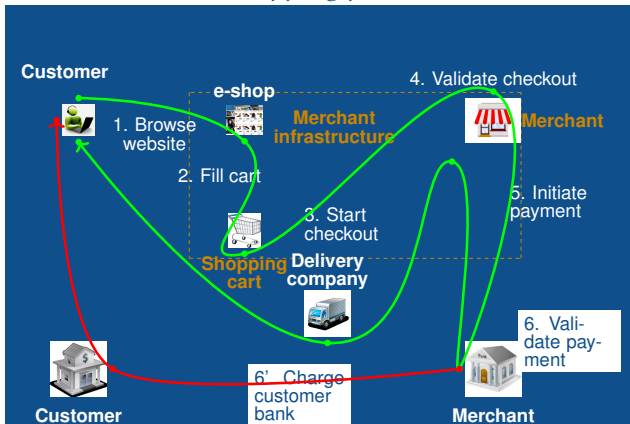 Customer
e-shop
4. Validate checkout
1. Browse
website
Merchant
infrastructure
Merchant
2. Fill cart
3. Start
checkout
5. Initiate
payment
Shopping
cart
Delivery
company
6. Vali-
date pay-
ment
6’ Charge
customer
bank
Customer
Merchant